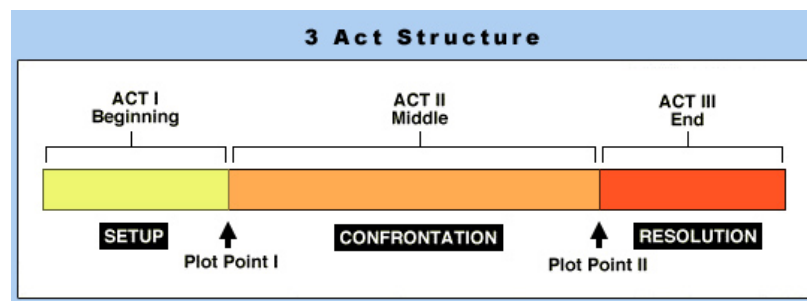 3 Act Structure
ACT I
Beginning
ACT II
Middle
ACT III
End
SETUP
CONFRONTATION
RESOLUTION
Plot Point I
Plot Point II